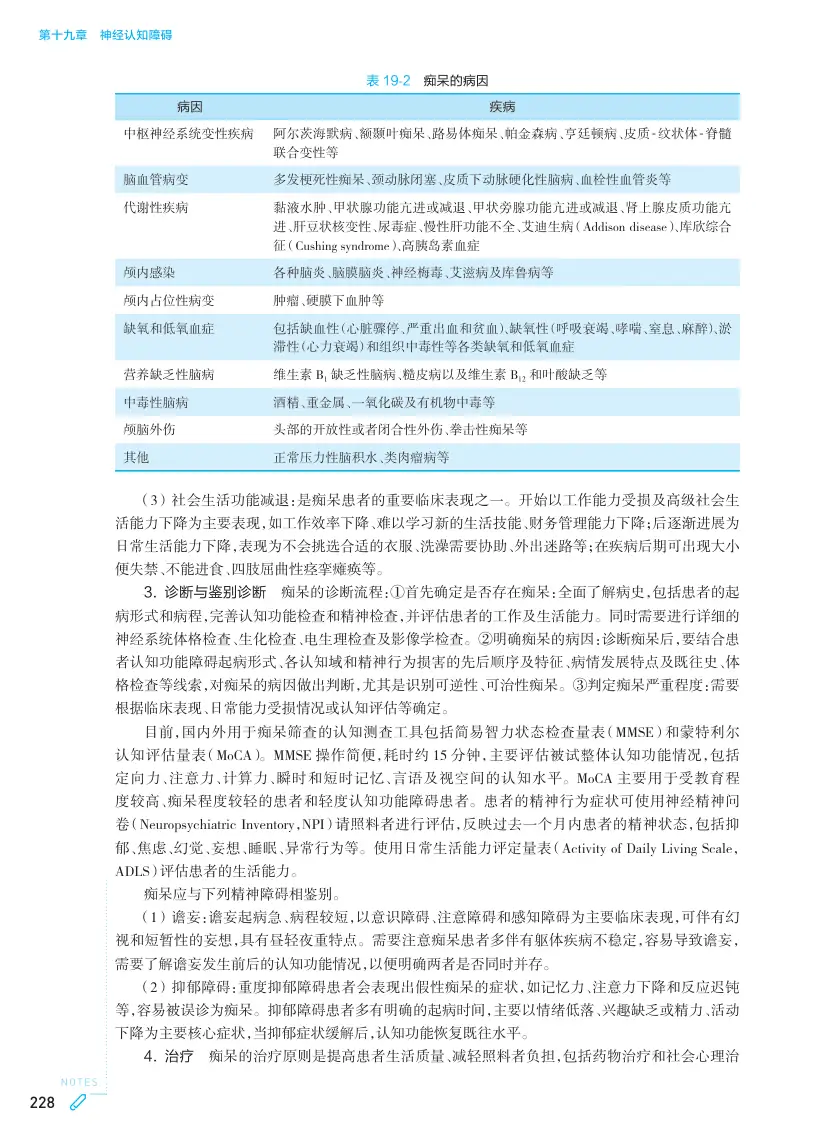 第十九章　神经认知障碍
表 19-2　痴呆的病因
病因　疾病
中枢神经系统变性疾病　阿尔茨海默病、额颞叶痴呆、路易体痴呆、帕金森病、亨廷顿病、皮质-纹状体-脊髓
联合变性等
脑血管病变　多发梗死性痴呆、颈动脉闭塞、皮质下动脉硬化性脑病、血栓性血管炎等
代谢性疾病　黏液水肿、甲状腺功能亢进或减退、甲状旁腺功能亢进或减退、肾上腺皮质功能亢
进、肝豆状核变性、尿毒症、慢性肝功能不全、艾迪生病（Addison disease）、库欣综合
征（Cushing syndrome）、高胰岛素血症
颅内感染　各种脑炎、脑膜脑炎、神经梅毒、艾滋病及库鲁病等
颅内占位性病变　肿瘤、硬膜下血肿等
缺氧和低氧血症　包括缺血性（心脏骤停、严重出血和贫血）、缺氧性（呼吸衰竭、哮喘、窒息、麻醉）、淤
滞性（心力衰竭）和组织中毒性等各类缺氧和低氧血症
营养缺乏性脑病　维生素 B₁ 缺乏性脑病、糙皮病以及维生素 B₁₂ 和叶酸缺乏等
中毒性脑病　酒精、重金属、一氧化碳及有机物中毒等
颅脑外伤　头部的开放性或者闭合性外伤、拳击性痴呆等
其他　正常压力性脑积水、类肉瘤病等
（3）社会生活功能减退：是痴呆患者的重要临床表现之一。开始以工作能力受损及高级社会生
活能力下降为主要表现，如工作效率下降、难以学习新的生活技能、财务管理能力下降；后逐渐进展为
日常生活能力下降，表现为不会挑选合适的衣服、洗澡需要协助、外出迷路等；在疾病后期可出现大小
便失禁、不能进食、四肢屈曲性痉挛瘫痪等。
3. 诊断与鉴别诊断　痴呆的诊断流程：①首先确定是否存在痴呆：全面了解病史，包括患者的起
病形式和病程，完善认知功能检查和精神检查，并评估患者的工作及生活能力。同时需要进行详细的
神经系统体格检查、生化检查、电生理检查及影像学检查。②明确痴呆的病因：诊断痴呆后，要结合患
者认知功能障碍起病形式、各认知域和精神行为损害的先后顺序及特征、病情发展特点及既往史、体
格检查等线索，对痴呆的病因做出判断，尤其是识别可逆性、可治性痴呆。③判定痴呆严重程度：需要
根据临床表现、日常能力受损情况或认知评估等确定。
目前，国内外用于痴呆筛查的认知测查工具包括简易智力状态检查量表（MMSE）和蒙特利尔
认知评估量表（MoCA）。MMSE 操作简便，耗时约 15 分钟，主要评估被试整体认知功能情况，包括
定向力、注意力、计算力、瞬时和短时记忆、言语及视空间的认知水平。MoCA 主要用于受教育程
度较高、痴呆程度较轻的患者和轻度认知功能障碍患者。患者的精神行为症状可使用神经精神问
卷（Neuropsychiatric Inventory，NPI）请照料者进行评估，反映过去一个月内患者的精神状态，包括抑
郁、焦虑、幻觉、妄想、睡眠、异常行为等。使用日常生活能力评定量表（Activity of Daily Living Scale，
ADLS）评估患者的生活能力。
痴呆应与下列精神障碍相鉴别。
（1）谵妄：谵妄起病急、病程较短，以意识障碍、注意障碍和感知障碍为主要临床表现，可伴有幻
视和短暂性的妄想，具有昼轻夜重特点。需要注意痴呆患者多伴有躯体疾病不稳定，容易导致谵妄，
需要了解谵妄发生前后的认知功能情况，以便明确两者是否同时并存。
（2）抑郁障碍：重度抑郁障碍患者会表现出假性痴呆的症状，如记忆力、注意力下降和反应迟钝
等，容易被误诊为痴呆。抑郁障碍患者多有明确的起病时间，主要以情绪低落、兴趣缺乏或精力、活动
下降为主要核心症状，当抑郁症状缓解后，认知功能恢复既往水平。
4. 治疗　痴呆的治疗原则是提高患者生活质量、减轻照料者负担，包括药物治疗和社会心理治
NOTES
228